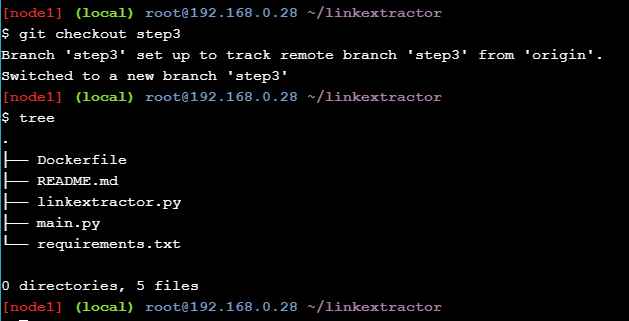 [node1] (local) root@192.168.0.28 ~/linkextractor
$ git checkout step3
Branch 'step3' set up to track remote branch 'step3' from 'origin'.
Switched to a new branch 'step3'
[node1] (local) root@192.168.0.28 ~/linkextractor
$ tree
.
├── Dockerfile
├── README.md
├── linkextractor.py
├── main.py
└── requirements.txt
0 directories, 5 files
[node1] (local) root@192.168.0.28 ~/linkextractor